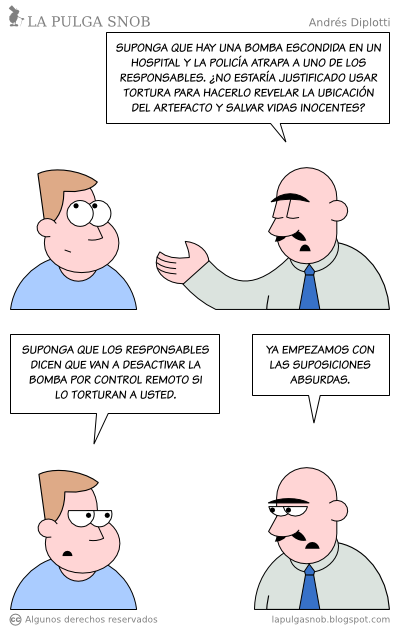 LA PULGA SNOB
Andrés Diplotti
SUPONGA QUE HAY UNA BOMBA ESCONDIDA EN UN
HOSPITAL Y LA POLICÍA ATRAPA A UNO DE LOS
RESPONSABLES. ¿NO ESTARÍA JUSTIFICADO USAR
TORTURA PARA HACERLO REVELAR LA UBICACIÓN
DEL ARTEFACTO Y SALVAR VIDAS INOCENTES?
SUPONGA QUE LOS RESPONSABLES
DICEN QUE VAN A DESACTIVAR LA
BOMBA POR CONTROL REMOTO SI
LO TORTURAN A USTED.
YA EMPEZAMOS CON
LAS SUPOSICIONES
ABSURDAS.
cc Algunos derechos reservados
lapulgasnob.blogspot.com